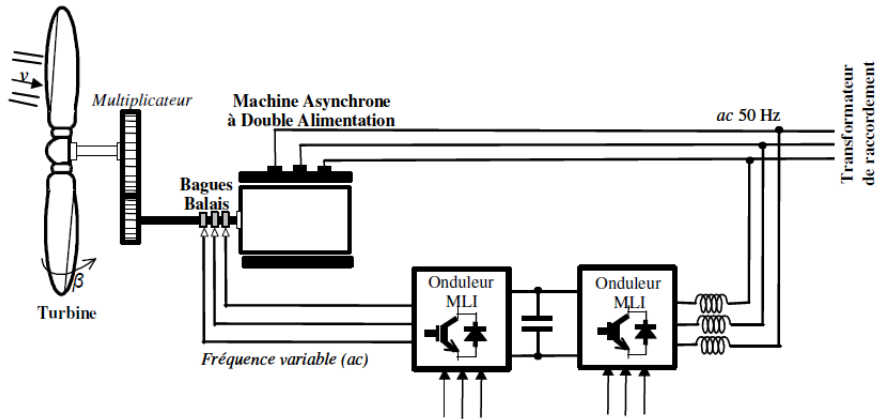 v
Multiplicateur
Machine Asynchrone
à Double Alimentation
ac 50 Hz
Transformateur
de raccordement
Bagues
Balais
β
Turbine
Onduleur
MLI
Onduleur
MLI
Fréquence variable (ac)